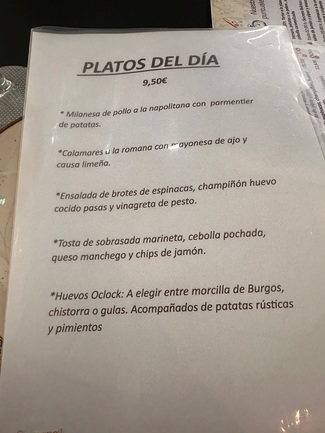 PLATOS DEL DÍA
9,50€
* Milanesa de pollo a la napolitana con parmentier
de patatas.
*Calamares a la romana con mayonesa de ajo y
causa limeña.
*Ensalada de brotes de espinacas, champiñón huevo
cocido pasas y vinagreta de pesto.
*Tosta de sobrasada marineta, cebolla pochada,
queso manchego y chips de jamón.
*Huevos Oclock: A elegir entre morcilla de Burgos,
chistorra o gulas. Acompañados de patatas rústicas
y pimientos